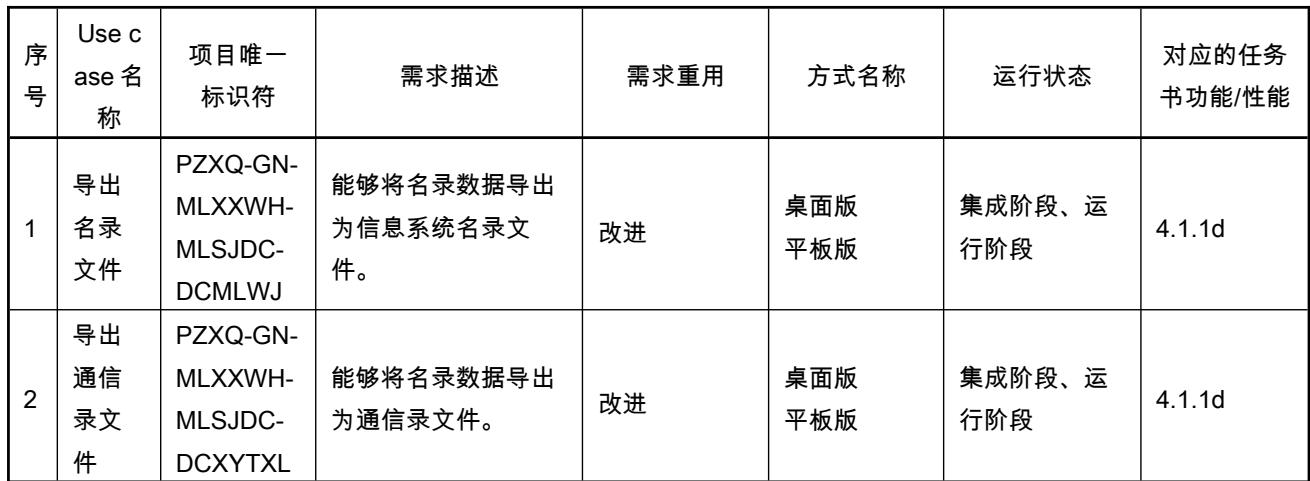 序号
Use case 名称
项目唯一标识符
需求描述
需求重用
方式名称
运行状态
对应的任务书功能/性能
1
导出
名录
文件
PZXQ-GN-
MLXXWH-
MLSJDC-
DCMLWJ
能够将名录数据导出
为信息系统名录文
件。
改进
桌面版
平板版
集成阶段、运
行阶段
4.1.1d
2
导出
通信
录文
件
PZXQ-GN-
MLXXWH-
MLSJDC-
DCXYTXL
能够将名录数据导出
为通信录文件。
改进
桌面版
平板版
集成阶段、运
行阶段
4.1.1d